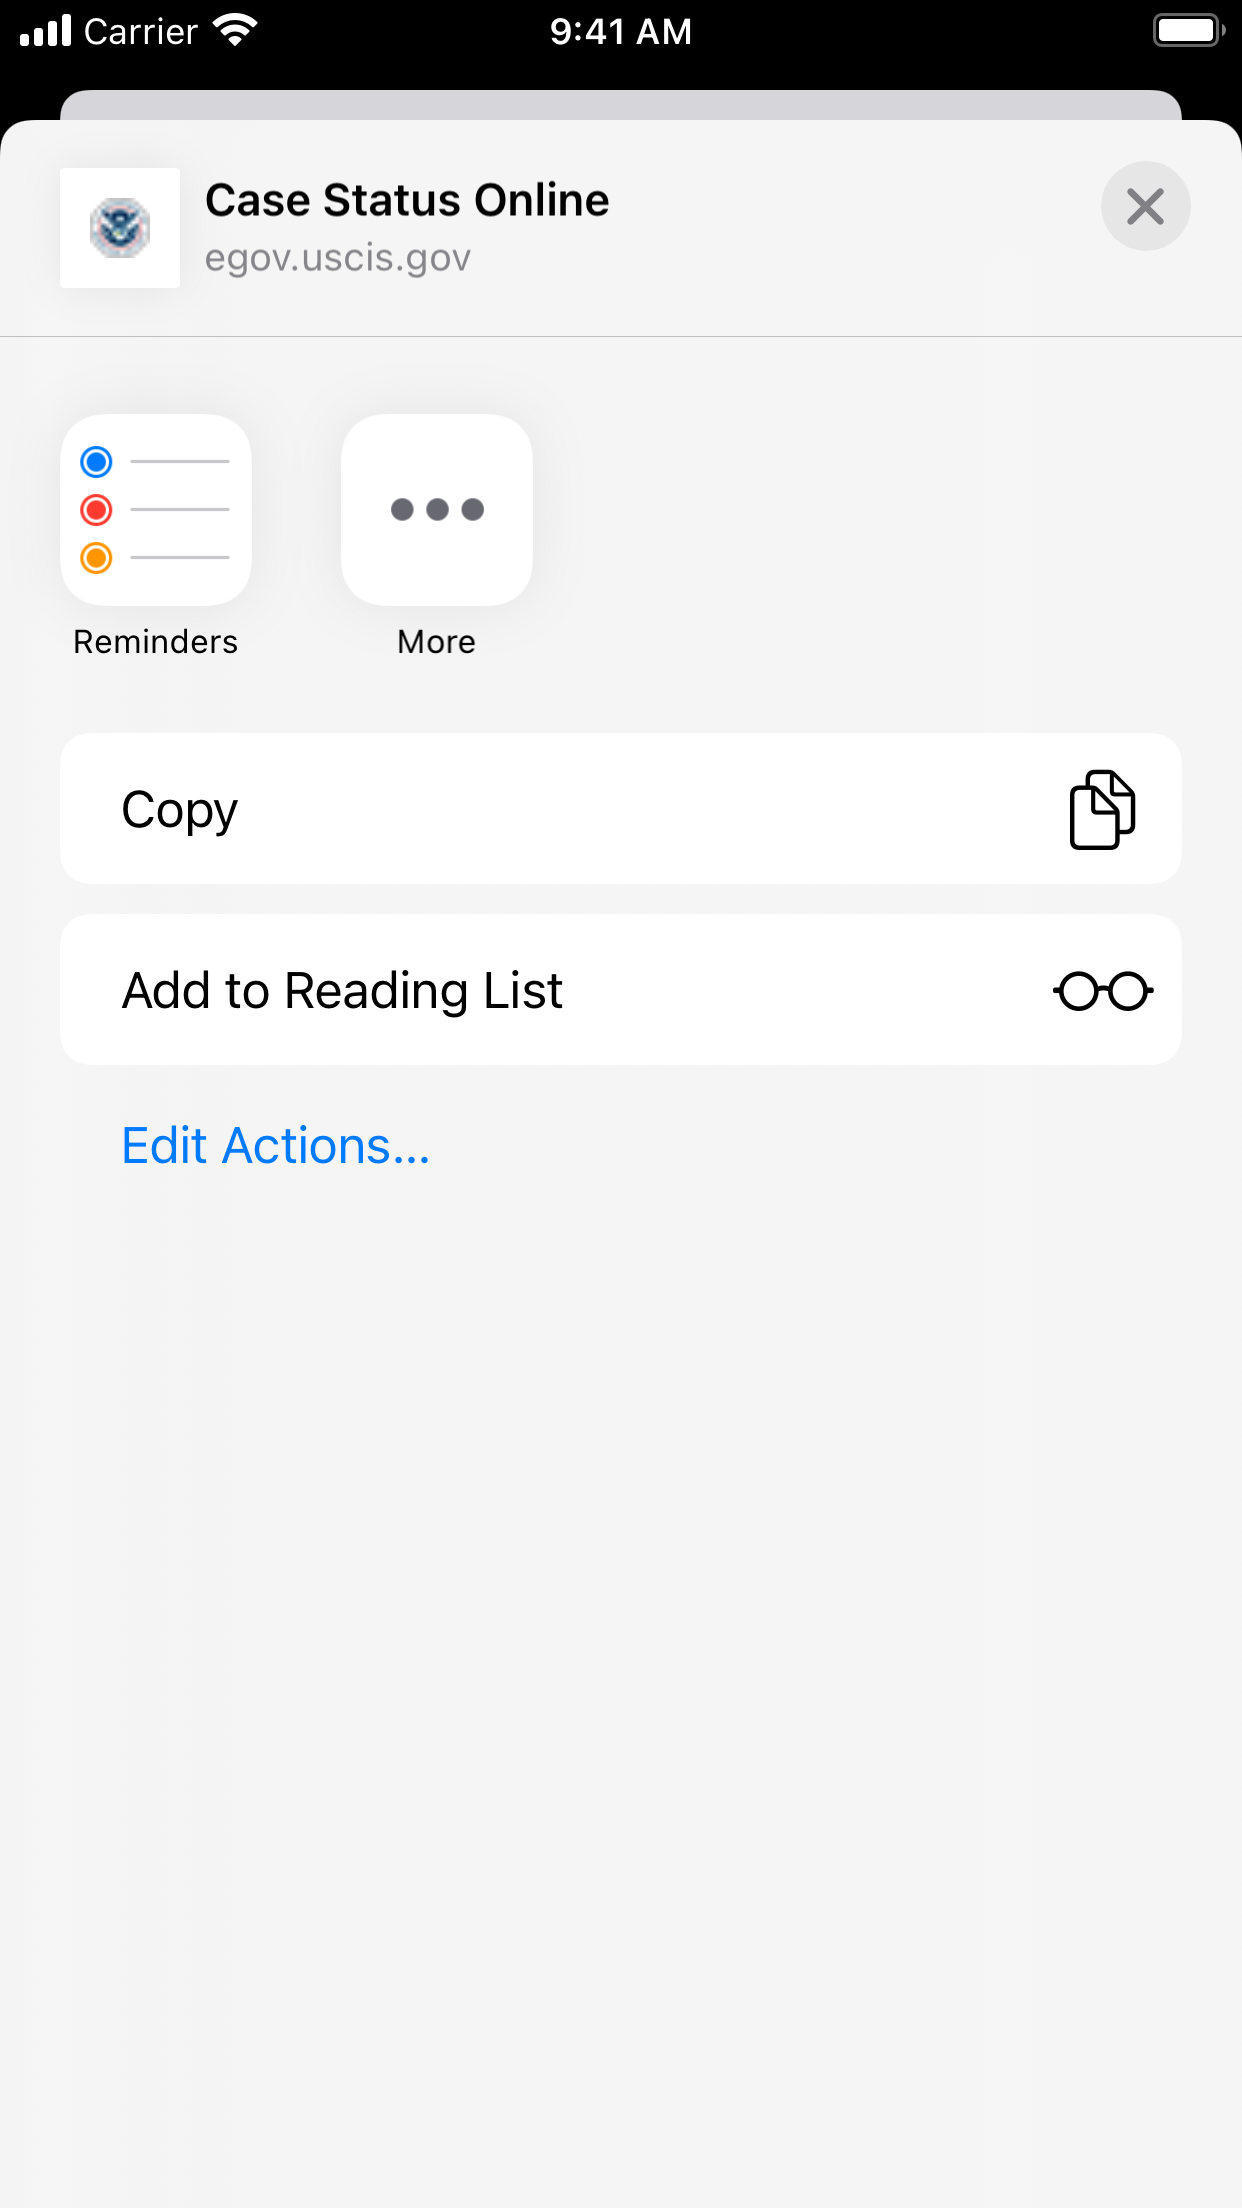 Carrier
9:41 AM
Case Status Online
egov.uscis.gov
Reminders
More
Copy
Add to Reading List
Edit Actions...